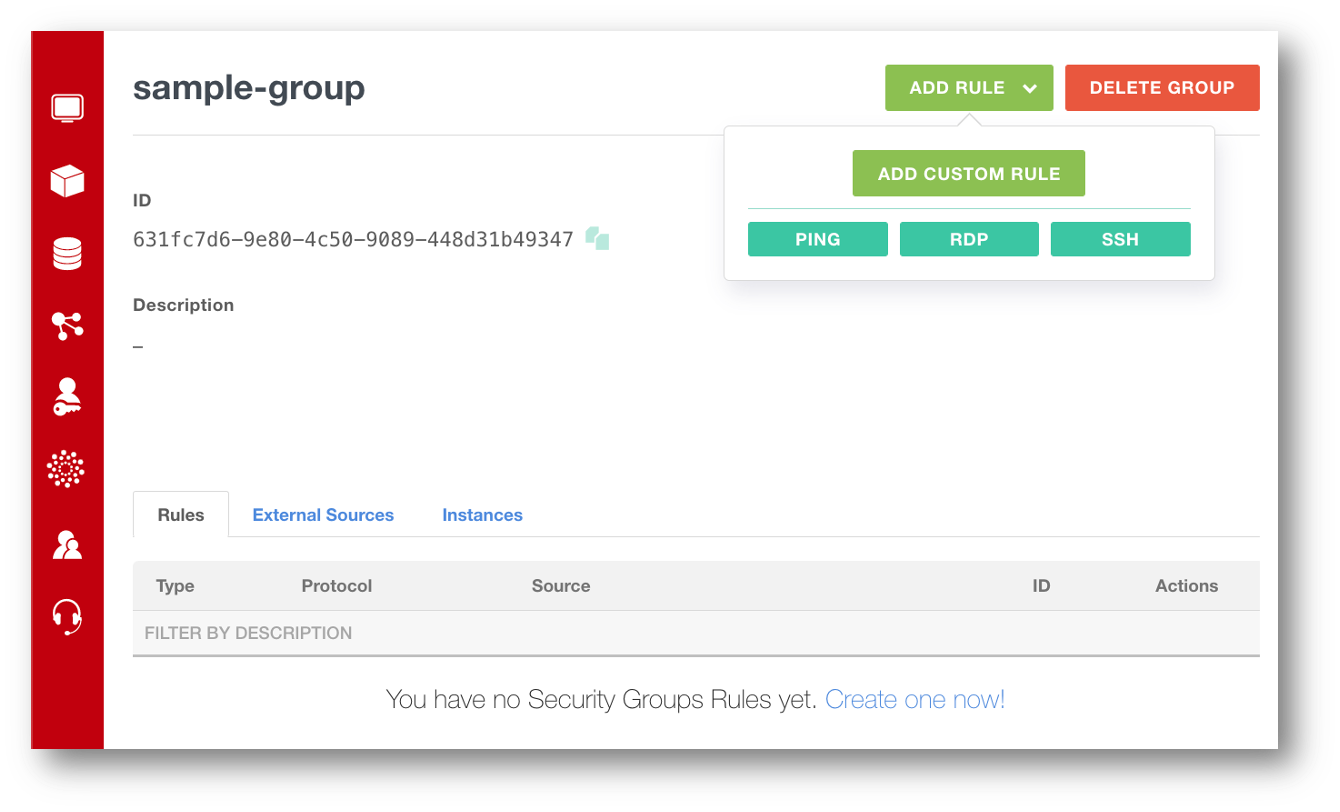 sample-group
ADD RULE
DELETE GROUP
ADD CUSTOM RULE
PING RDP SSH
ID
631fc7d6-9e80-4c50-9089-448d31b49347
Description
–
Rules External Sources Instances
Type Protocol Source ID Actions
FILTER BY DESCRIPTION
You have no Security Groups Rules yet. Create one now!